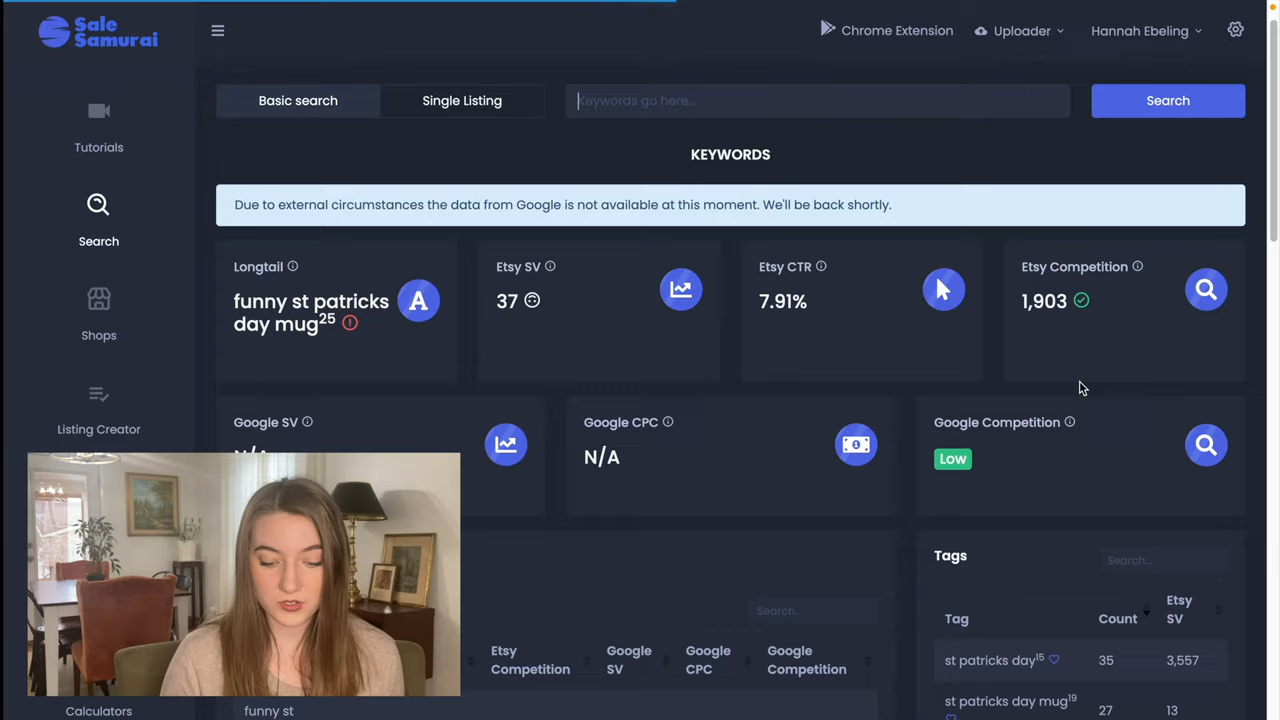 Sale
Samurai
Chrome Extension
Uploader
Hannah Ebeling
Basic search
Single Listing
Keywords go here...
Search
Tutorials
KEYWORDS
Due to external circumstances the data from Google is not available at this moment. We'll be back shortly.
Search
Longtail
Etsy SV
Etsy CTR
Etsy Competition
funny st patricks
day mug25
A
37
7.91%
1,903
Shops
Listing Creator
Google SV
Google CPC
Google Competition
N/A
N/A
Low
Tags
Search...
Search...
Etsy
Competition
Google
SV
Google
CPC
Google
Competition
Tag
Count
Etsy
SV
st patricks day15
35
3,557
st patricks day mug19
27
13
Calculators
funny st